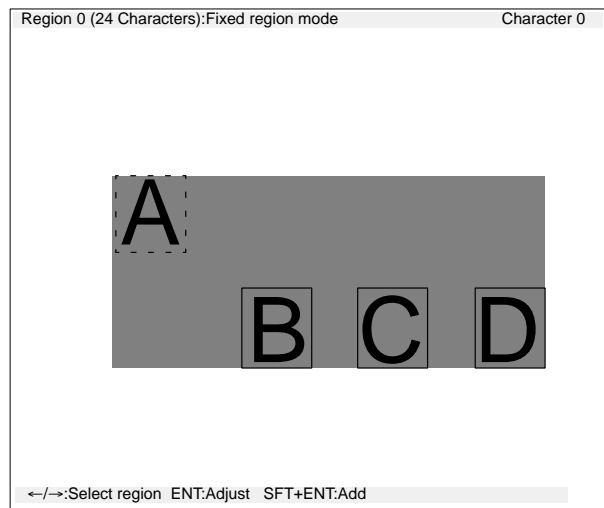 Region 0 (24 Characters):Fixed region mode Character 0
A
B C D
←/→:Select region ENT:Adjust SFT+ENT:Add